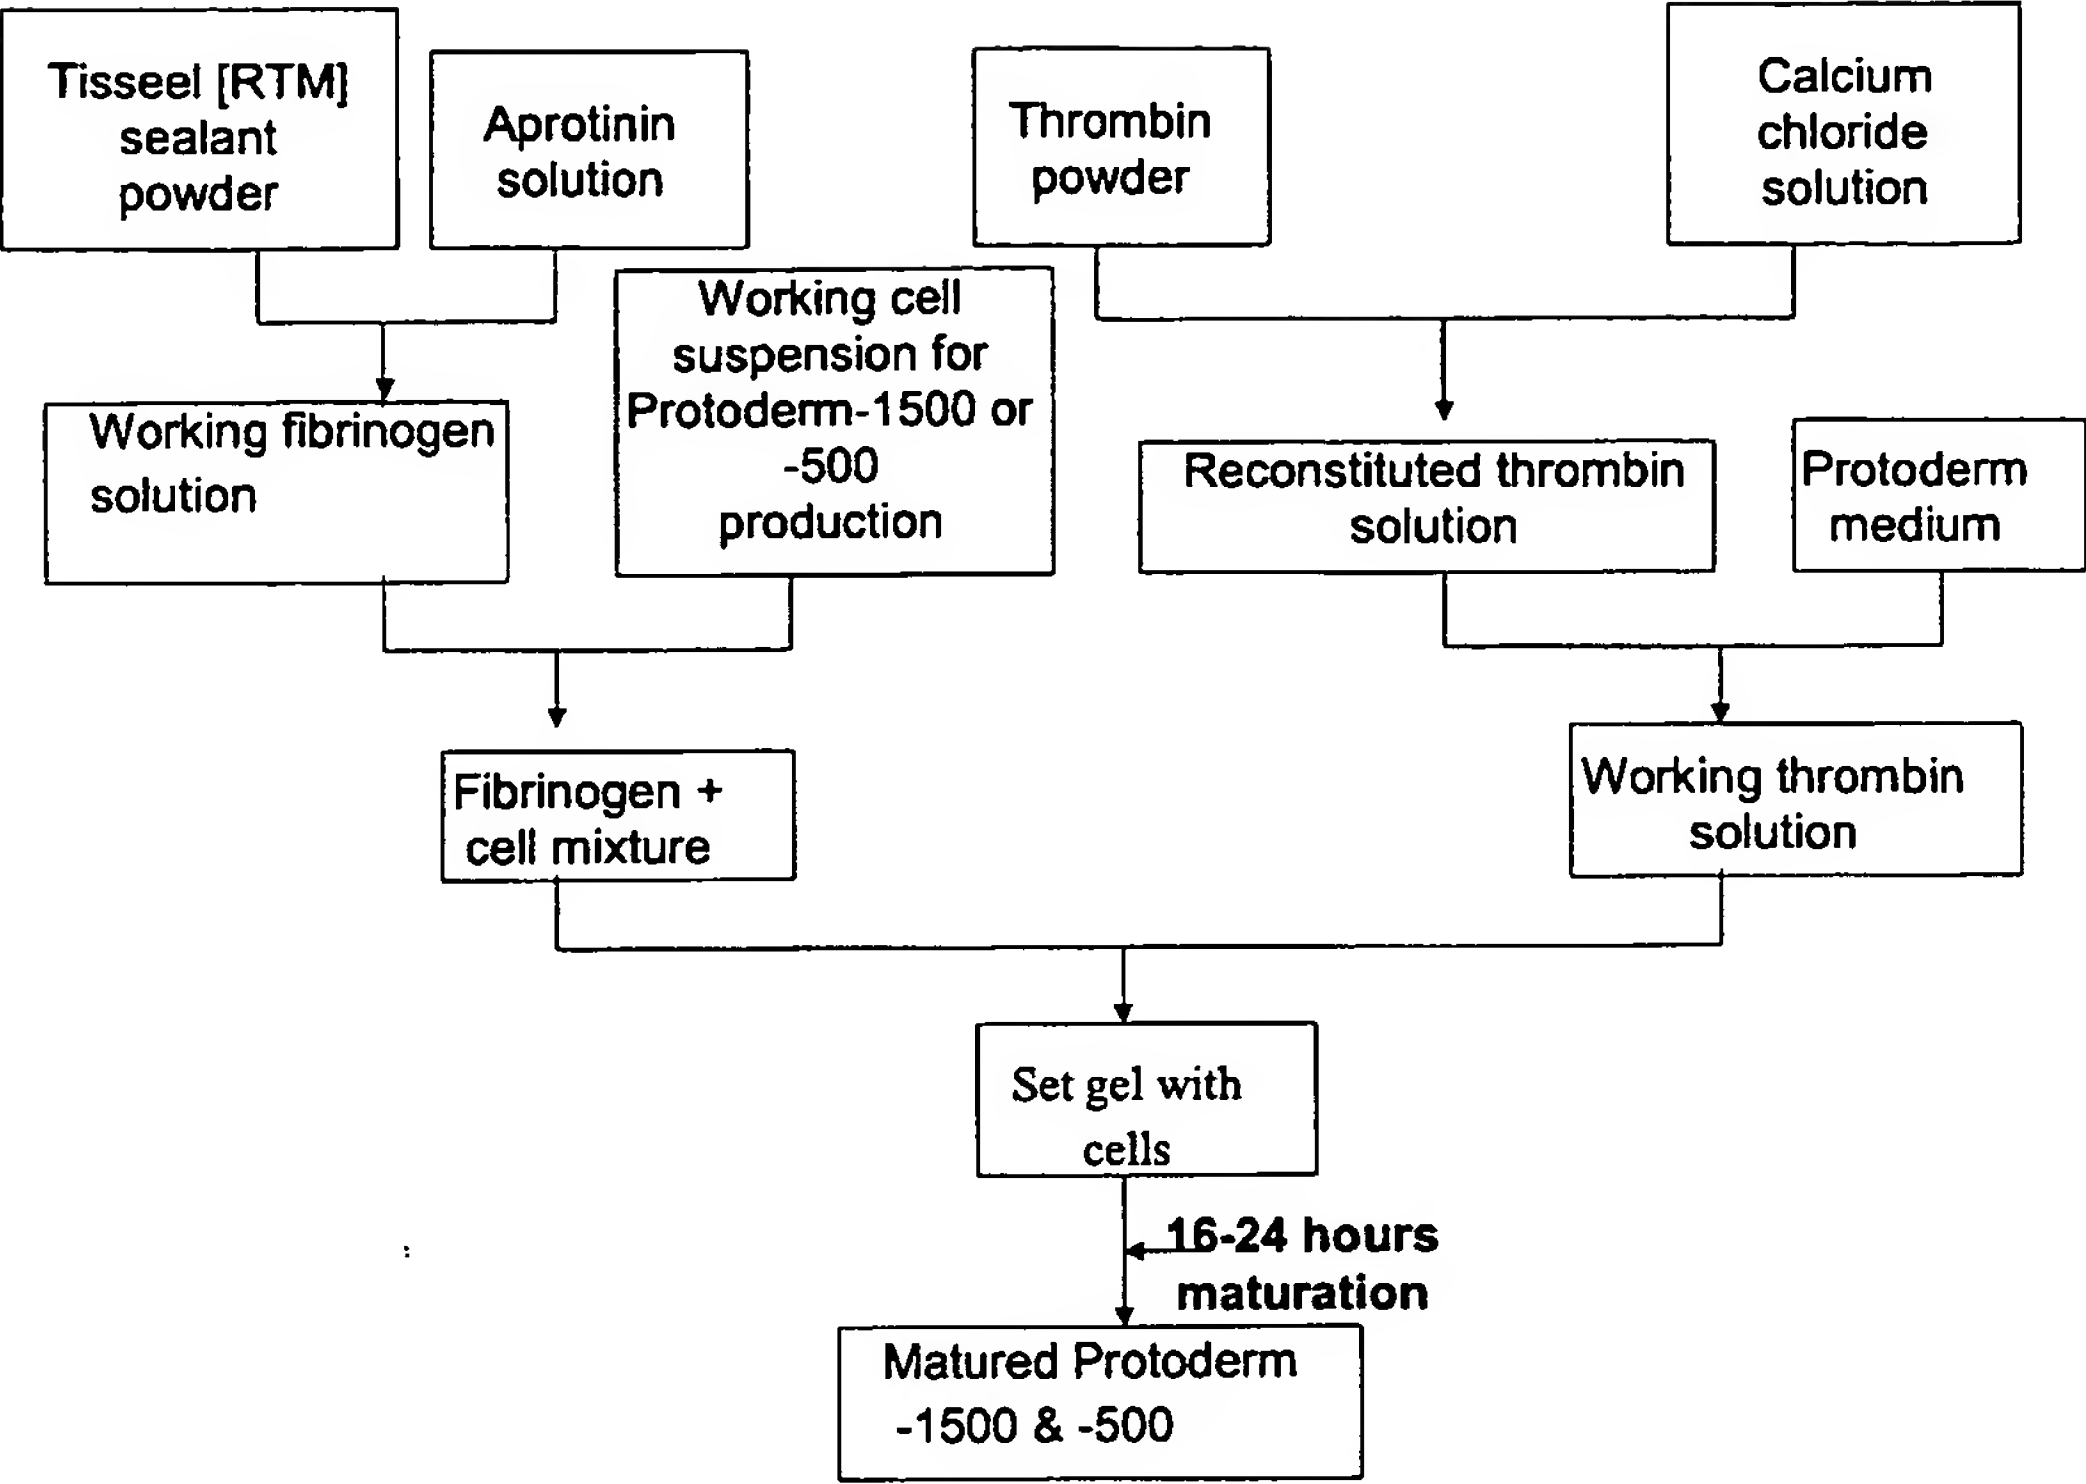 Tisseel [RTM]
sealant
powder
Aprotinin
solution
Thrombin
powder
Calcium
chloride
solution
Working cell
suspension for
Protoderm-1500 or
-500
production
Working fibrinogen
solution
Reconstituted thrombin
solution
Protoderm
medium
Fibrinogen +
cell mixture
Working thrombin
solution
Set gel with
cells
16-24 hours
maturation
Matured Protoderm
-1500 & -500